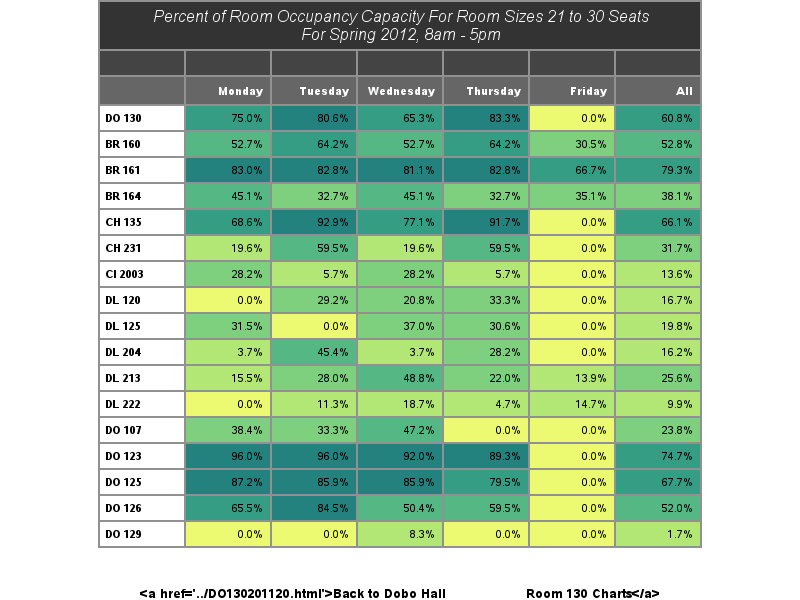 Percent of Room Occupancy Capacity For Room Sizes 21 to 30 Seats
For Spring 2012, 8am - 5pm
Monday Tuesday Wednesday Thursday Friday All
DO 130 75.0% 80.6% 65.3% 83.3% 0.0% 60.8%
BR 160 52.7% 64.2% 52.7% 64.2% 30.5% 52.8%
BR 161 83.0% 82.8% 81.1% 82.8% 66.7% 79.3%
BR 164 45.1% 32.7% 45.1% 32.7% 35.1% 38.1%
CH 135 68.6% 92.9% 77.1% 91.7% 0.0% 66.1%
CH 231 19.6% 59.5% 19.6% 59.5% 0.0% 31.7%
CI 2003 28.2% 5.7% 28.2% 5.7% 0.0% 13.6%
DL 120 0.0% 29.2% 20.8% 33.3% 0.0% 16.7%
DL 125 31.5% 0.0% 37.0% 30.6% 0.0% 19.8%
DL 204 3.7% 45.4% 3.7% 28.2% 0.0% 16.2%
DL 213 15.5% 28.0% 48.8% 22.0% 13.9% 25.6%
DL 222 0.0% 11.3% 18.7% 4.7% 14.7% 9.9%
DO 107 38.4% 33.3% 47.2% 0.0% 0.0% 23.8%
DO 123 96.0% 96.0% 92.0% 89.3% 0.0% 74.7%
DO 125 87.2% 85.9% 85.9% 79.5% 0.0% 67.7%
DO 126 65.5% 84.5% 50.4% 59.5% 0.0% 52.0%
DO 129 0.0% 0.0% 8.3% 0.0% 0.0% 1.7%
<a href='../DO130201120.html'>Back to Dobo Hall Room 130 Charts</a>